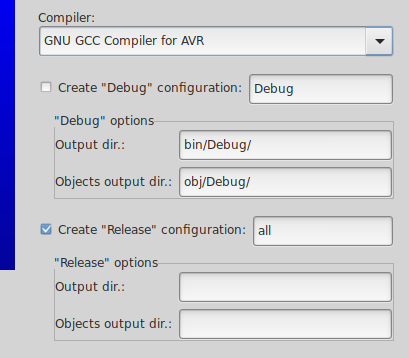 Compiler:
GNU GCC Compiler for AVR
Create "Debug" configuration: Debug
"Debug" options
Output dir.: bin/Debug/
Objects output dir.: obj/Debug/
Create "Release" configuration: all
"Release" options
Output dir.:
Objects output dir.: